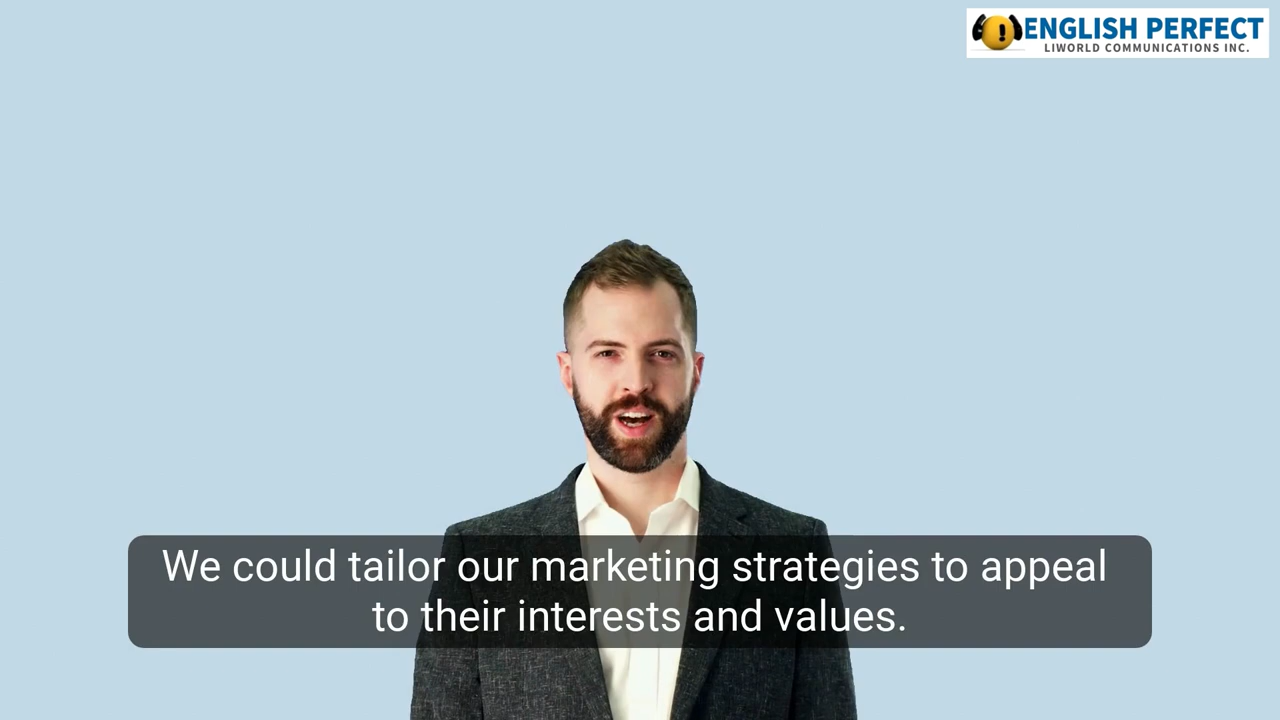 ENGLISH PERFECT
LIWORLD COMMUNICATIONS INC.
We could tailor our marketing strategies to appeal
to their interests and values.